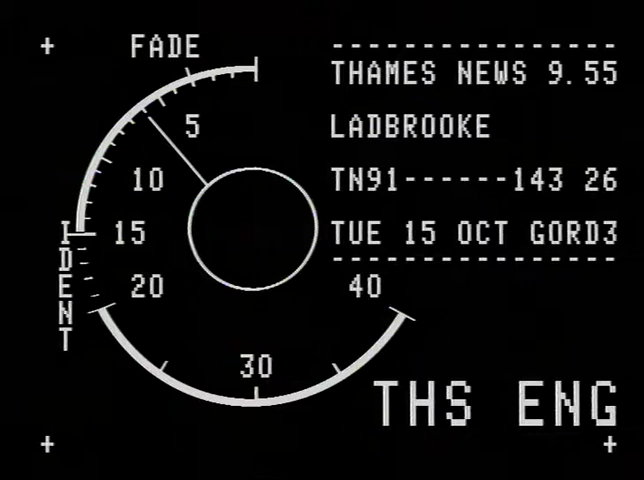 FADE
----------------
THAMES NEWS 9.55
5
LADBROOKE
10
TN91------143 26
IDENT
15
TUE 15 OCT GORD3
----------------
20
40
30
THS ENG